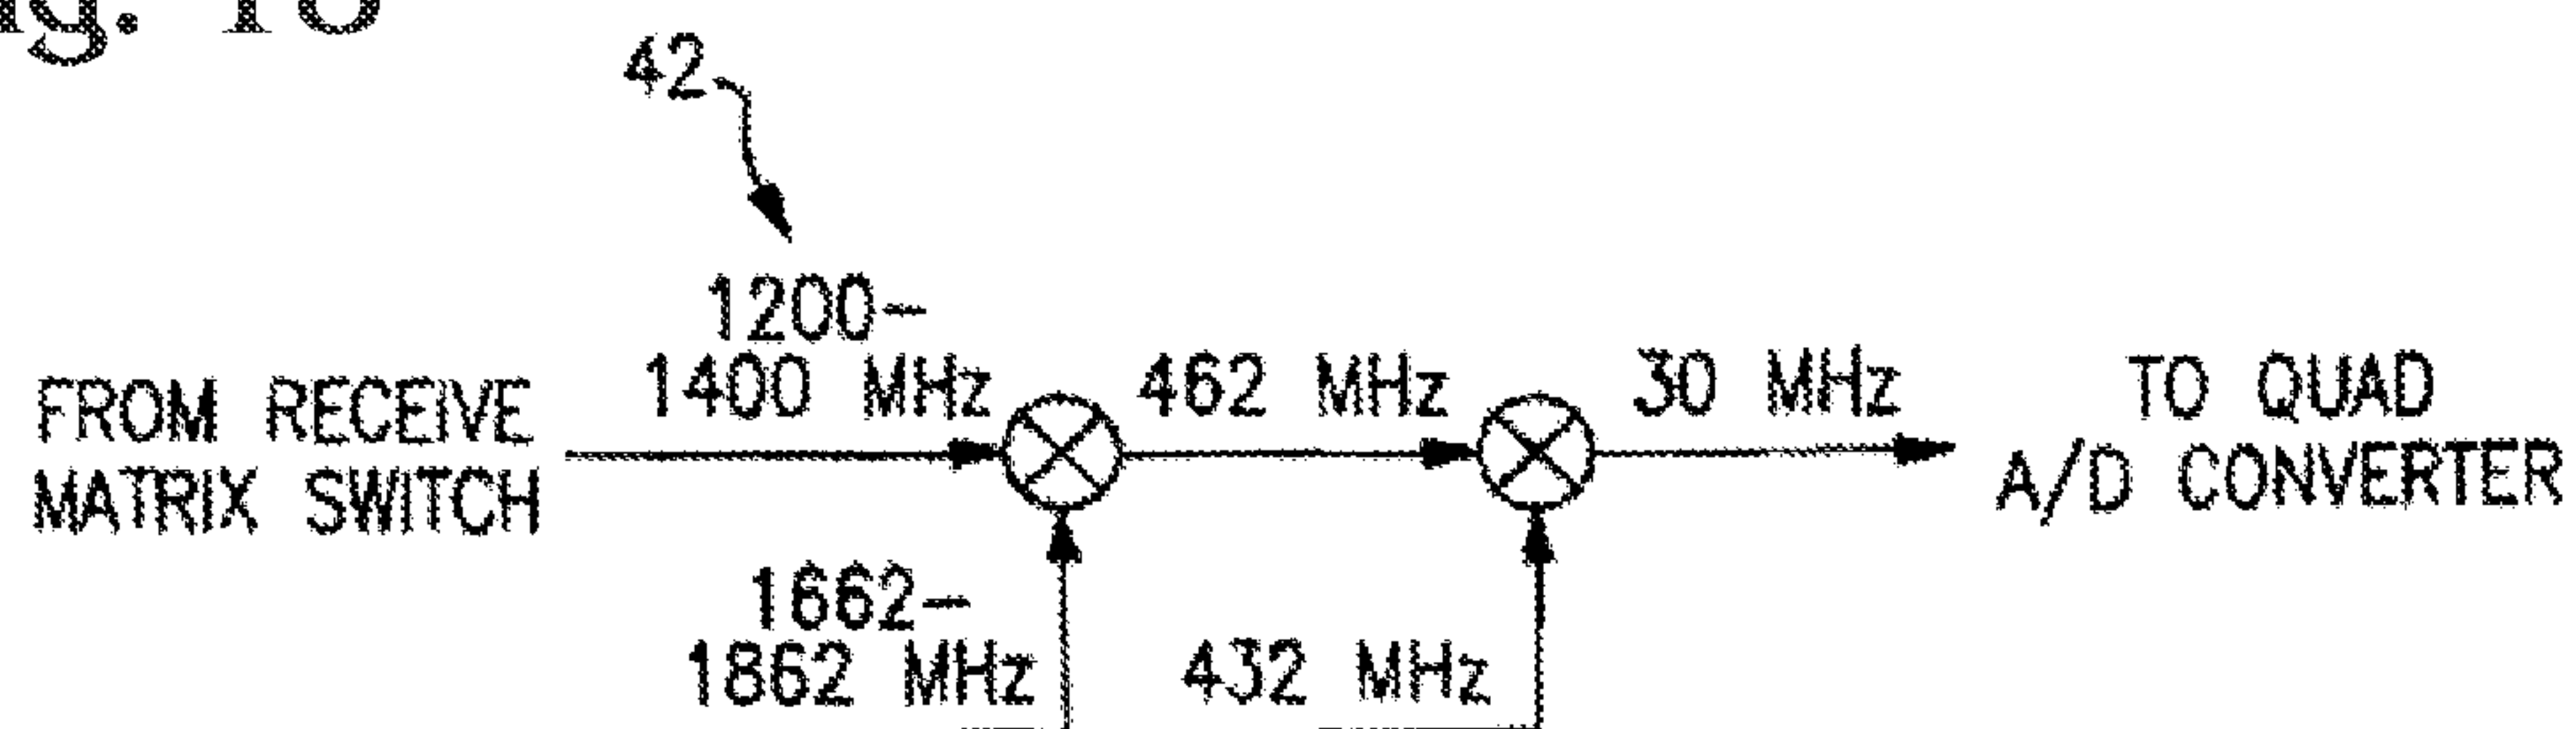 42
1200-
1400 MHz
FROM RECEIVE
MATRIX SWITCH
462 MHz
30 MHz
TO QUAD
A/D CONVERTER
1662-
1862 MHz
432 MHz